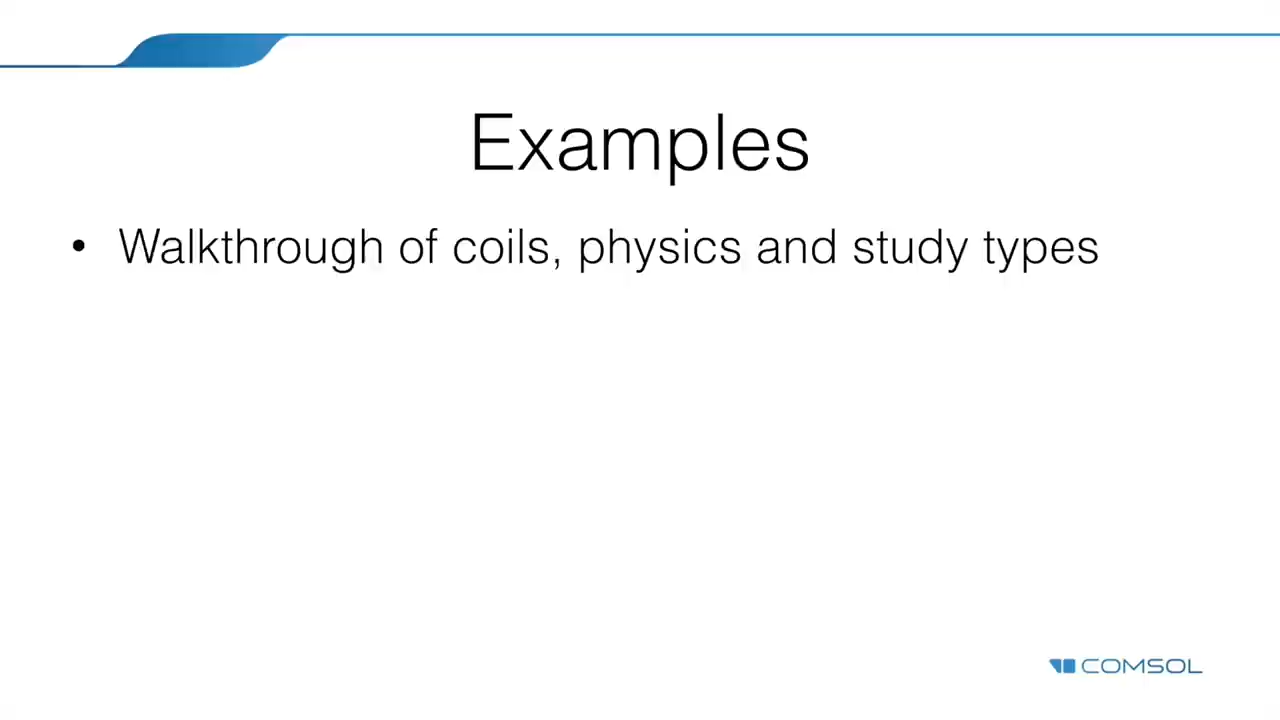 Examples
• Walkthrough of coils, physics and study types
COMSOL